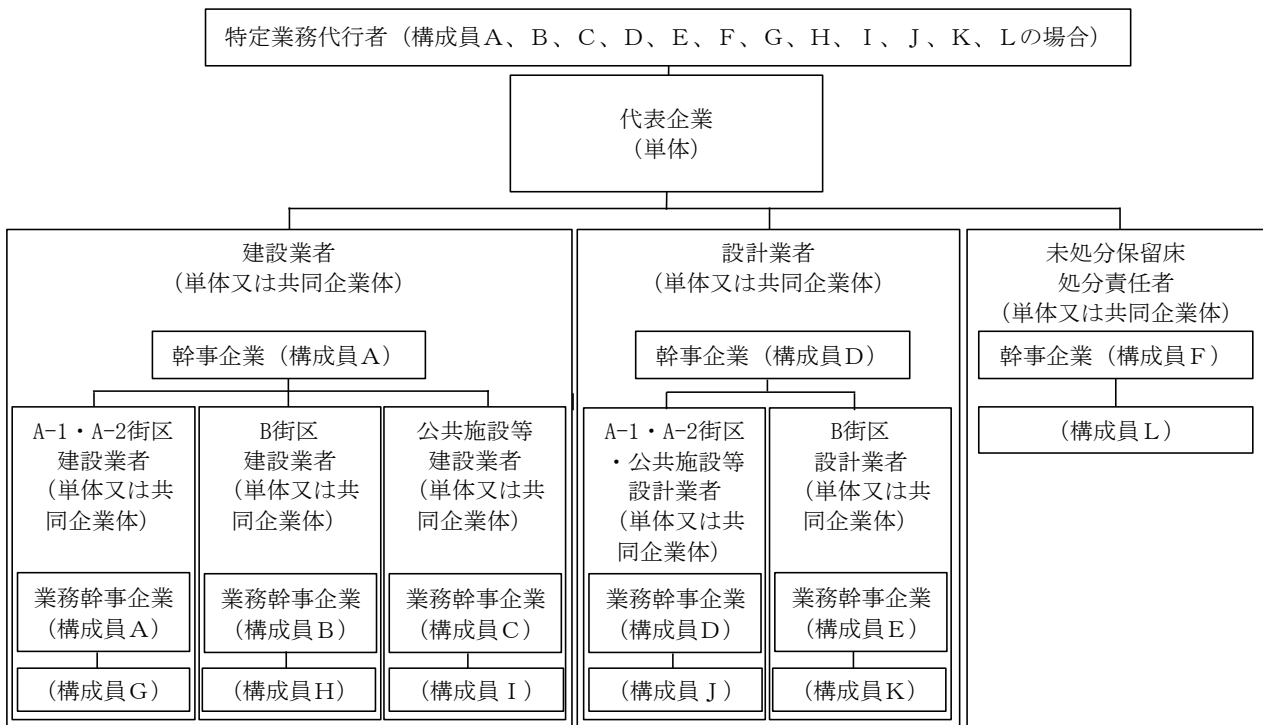 特定業務代行者（構成員Ａ、Ｂ、Ｃ、Ｄ、Ｅ、Ｆ、Ｇ、Ｈ、Ｉ、Ｊ、Ｋ、Ｌの場合）
代表企業
（単体）
建設業者
（単体又は共同企業体）
幹事企業（構成員Ａ）
A-1・A-2街区
建設業者
（単体又は共
同企業体）
業務幹事企業
（構成員Ａ）
（構成員Ｇ）
B街区
建設業者
（単体又は共
同企業体）
業務幹事企業
（構成員Ｂ）
（構成員Ｈ）
公共施設等
建設業者
（単体又は共
同企業体）
業務幹事企業
（構成員Ｃ）
（構成員Ｉ）
設計業者
（単体又は共同企業体）
幹事企業（構成員Ｄ）
A-1・A-2街区
・公共施設等
設計業者
（単体又は共
同企業体）
業務幹事企業
（構成員Ｄ）
（構成員Ｊ）
B街区
設計業者
（単体又は共
同企業体）
業務幹事企業
（構成員Ｅ）
（構成員Ｋ）
未処分保留床
処分責任者
（単体又は共同企業体）
幹事企業（構成員Ｆ）
（構成員Ｌ）